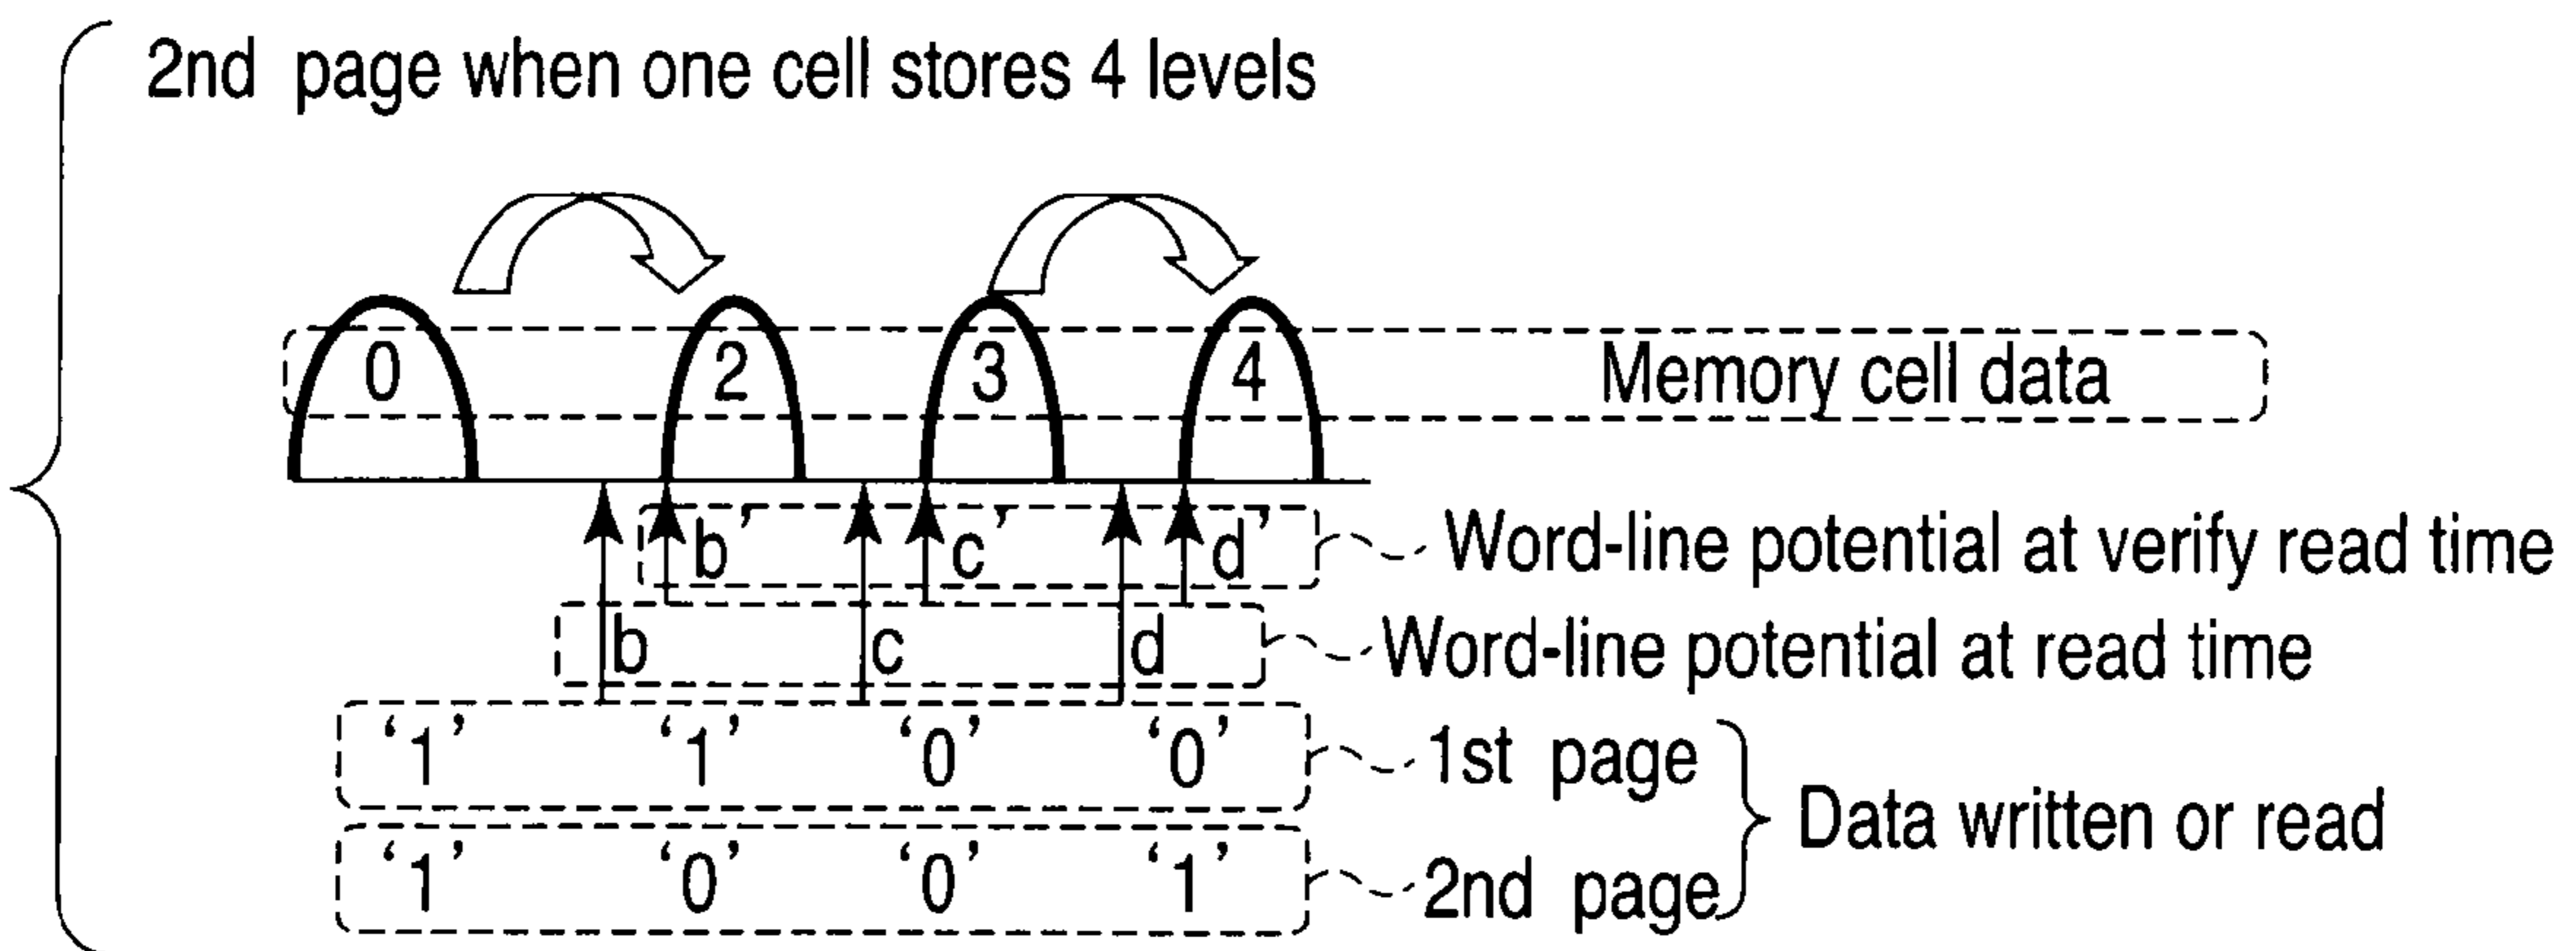 2nd page when one cell stores 4 levels
0 2 3 4 Memory cell data
b’ c’ d’ Word-line potential at verify read time
b c d Word-line potential at read time
‘1’ ‘1’ ‘0’ ‘0’ 1st page
Data written or read
‘1’ ‘0’ ‘0’ ‘1’ 2nd page